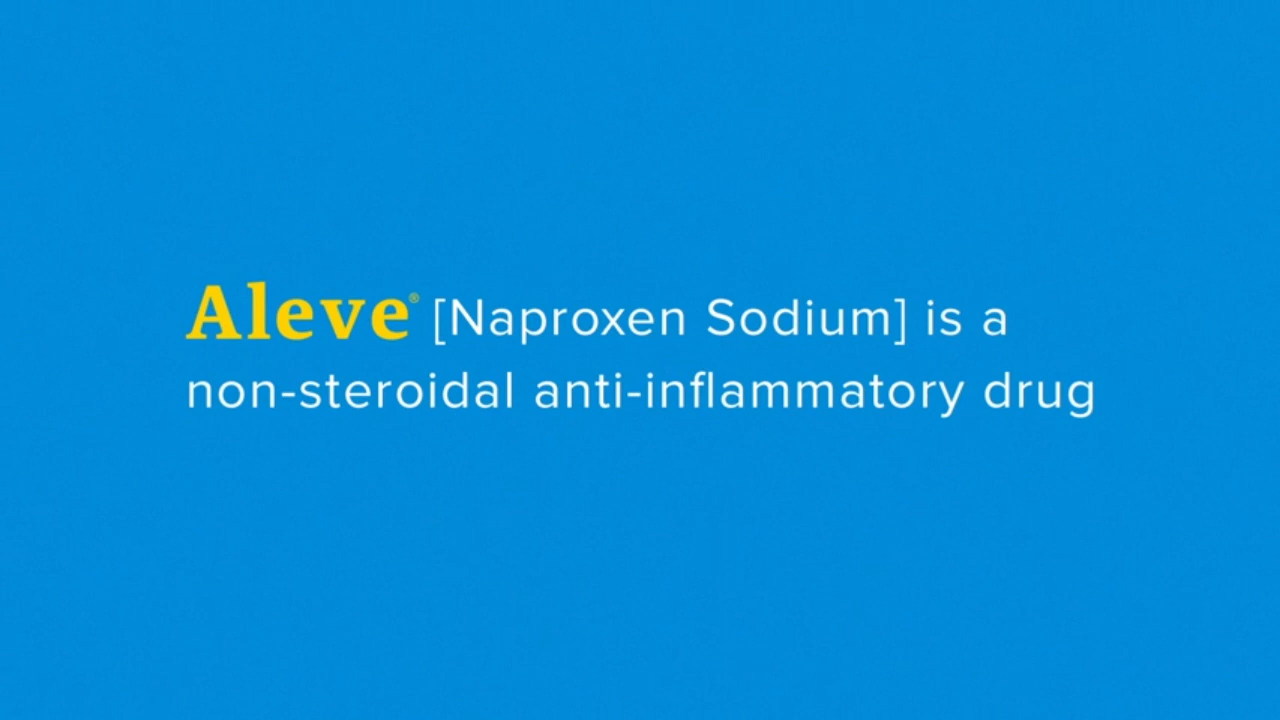 Aleve® [Naproxen Sodium] is a
non-steroidal anti-inflammatory drug